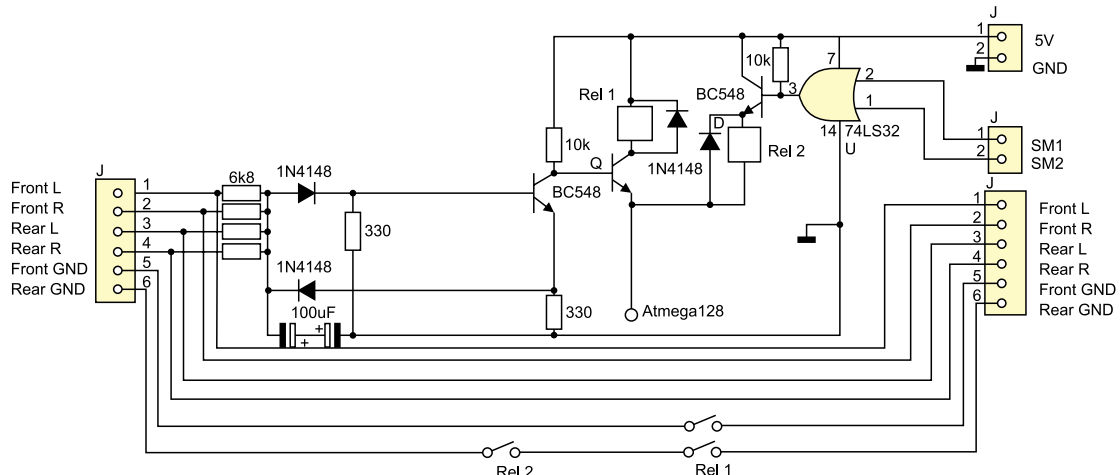 J
1
5V
2
GND
7
10k
Rel 1
BC548
3
2
1
14
74LS32
U
J
1
SM1
2
SM2
10k
D
1N4148
Rel 2
Q
BC548
J
6k8
1N4148
Front L
1
Front R
2
Rear L
3
Rear R
4
Front GND
5
Rear GND
6
330
1N4148
100uF
+
+
330
Atmega128
J
1
Front L
2
Front R
3
Rear L
4
Rear R
5
Front GND
6
Rear GND
Rel 2
Rel 1